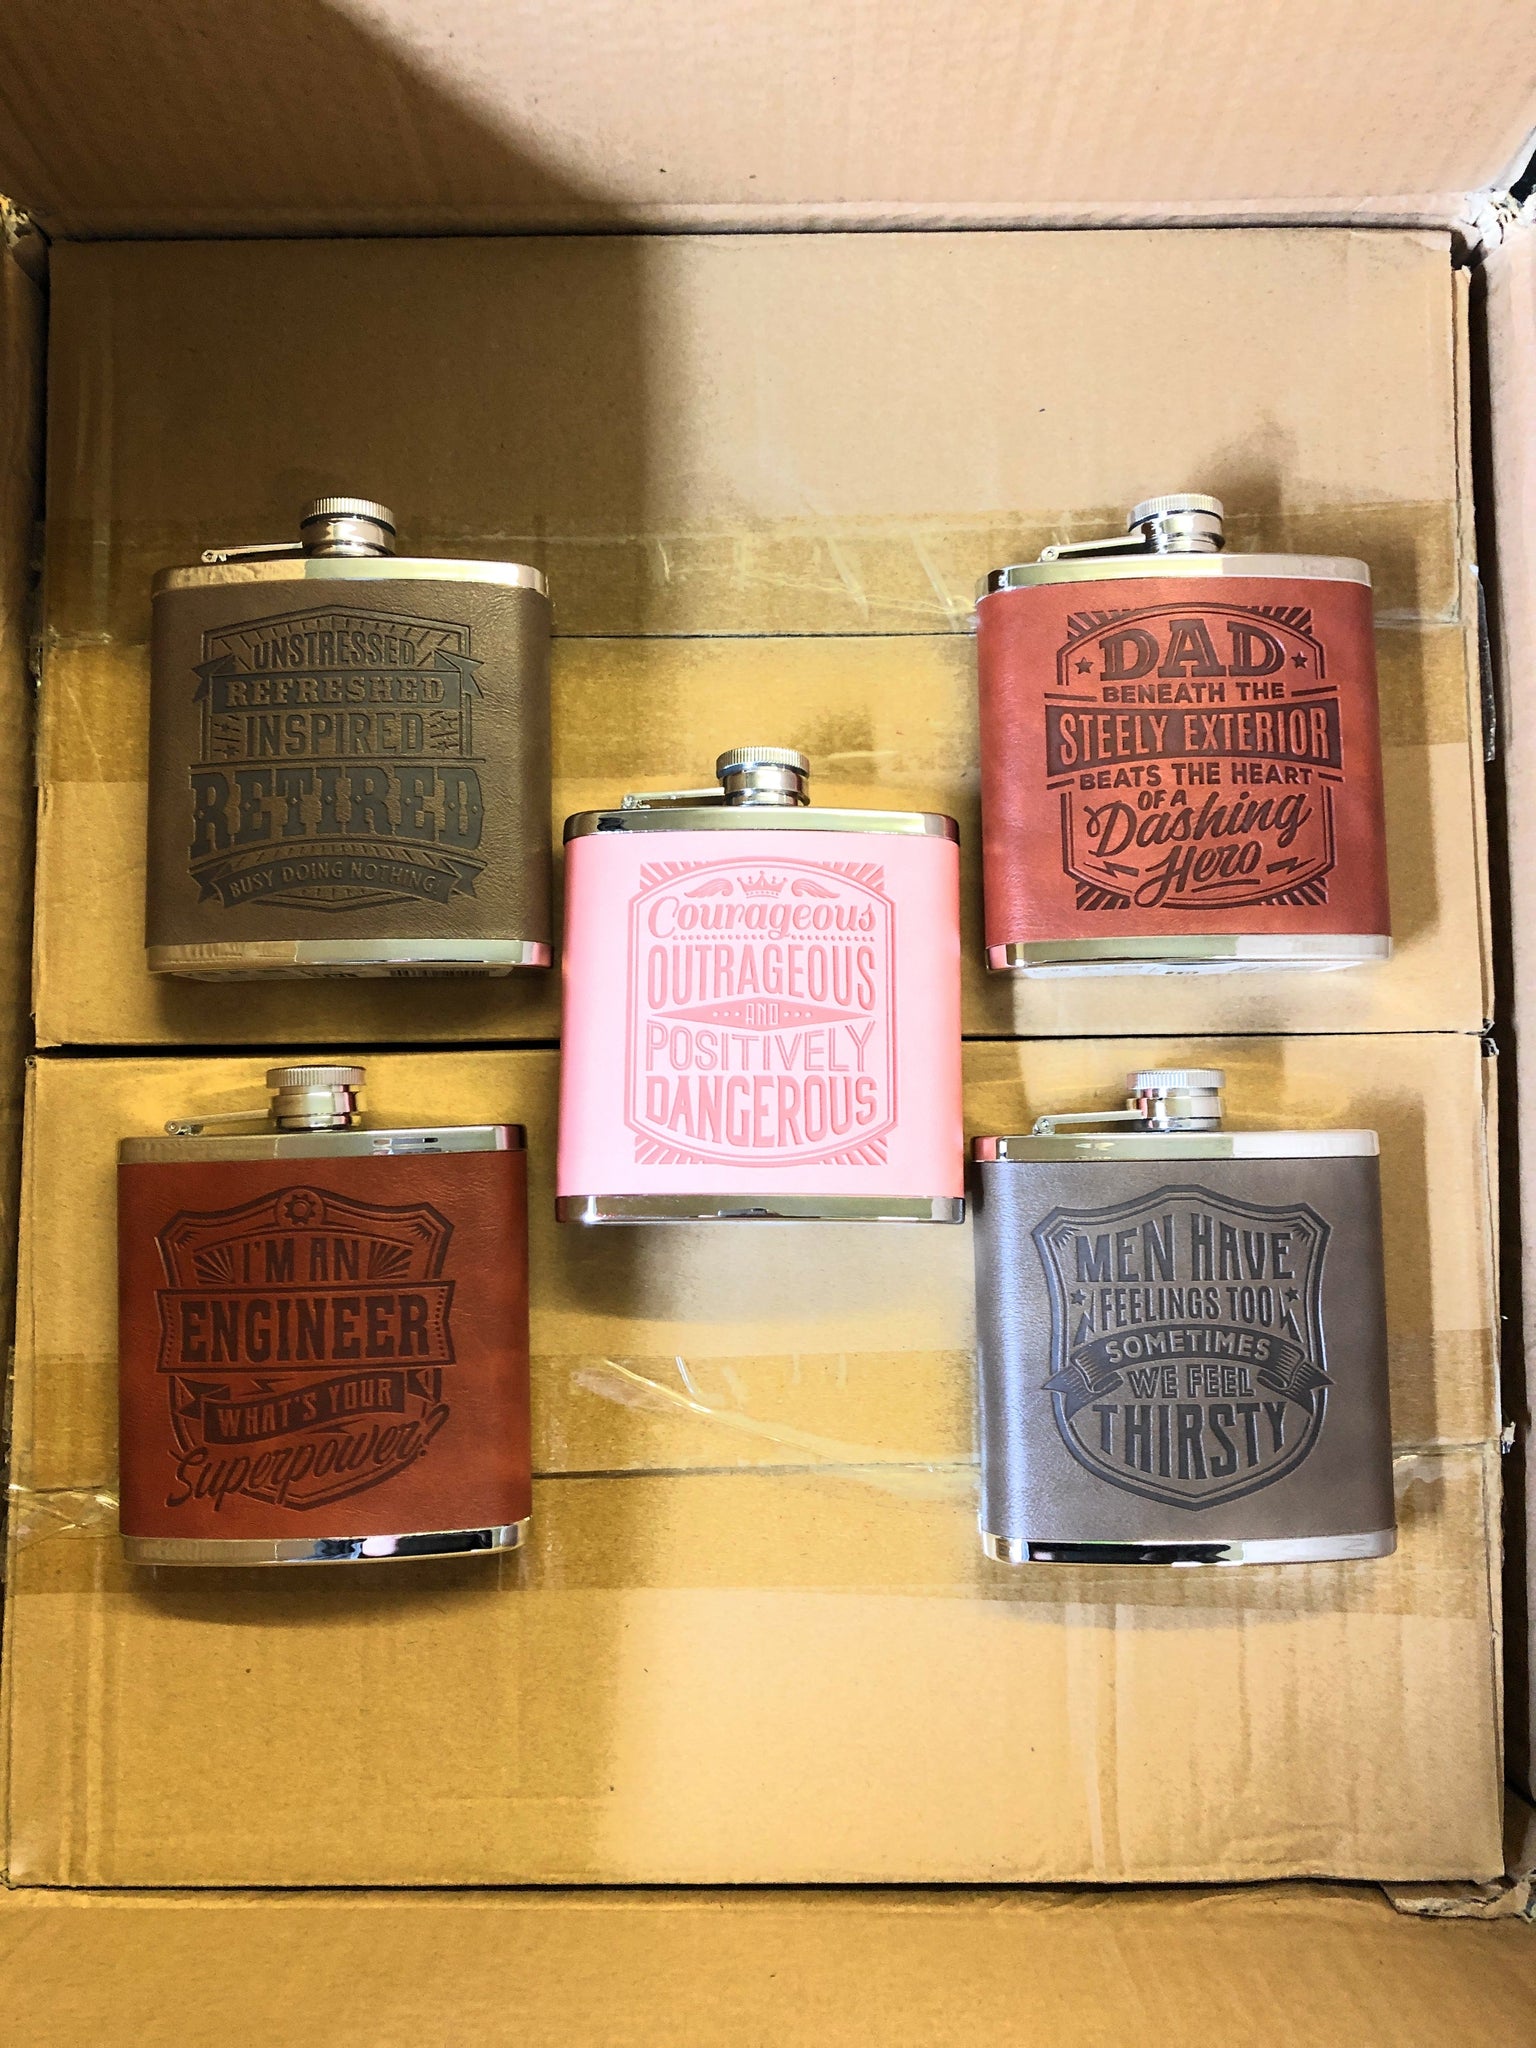 UNSTRESSED
REFRESHED
INSPIRED
RETIRED
BUSY DOING NOTHING!
DAD
BENEATH THE
STEELY EXTERIOR
BEATS THE HEART
OF A
Dashing
Hero
Courageous
OUTRAGEOUS
AND
POSITIVELY
DANGEROUS
I'M AN
ENGINEER
WHAT'S YOUR
Superpower?
MEN HAVE
FEELINGS TOO
SOMETIMES
WE FEEL
THIRSTY